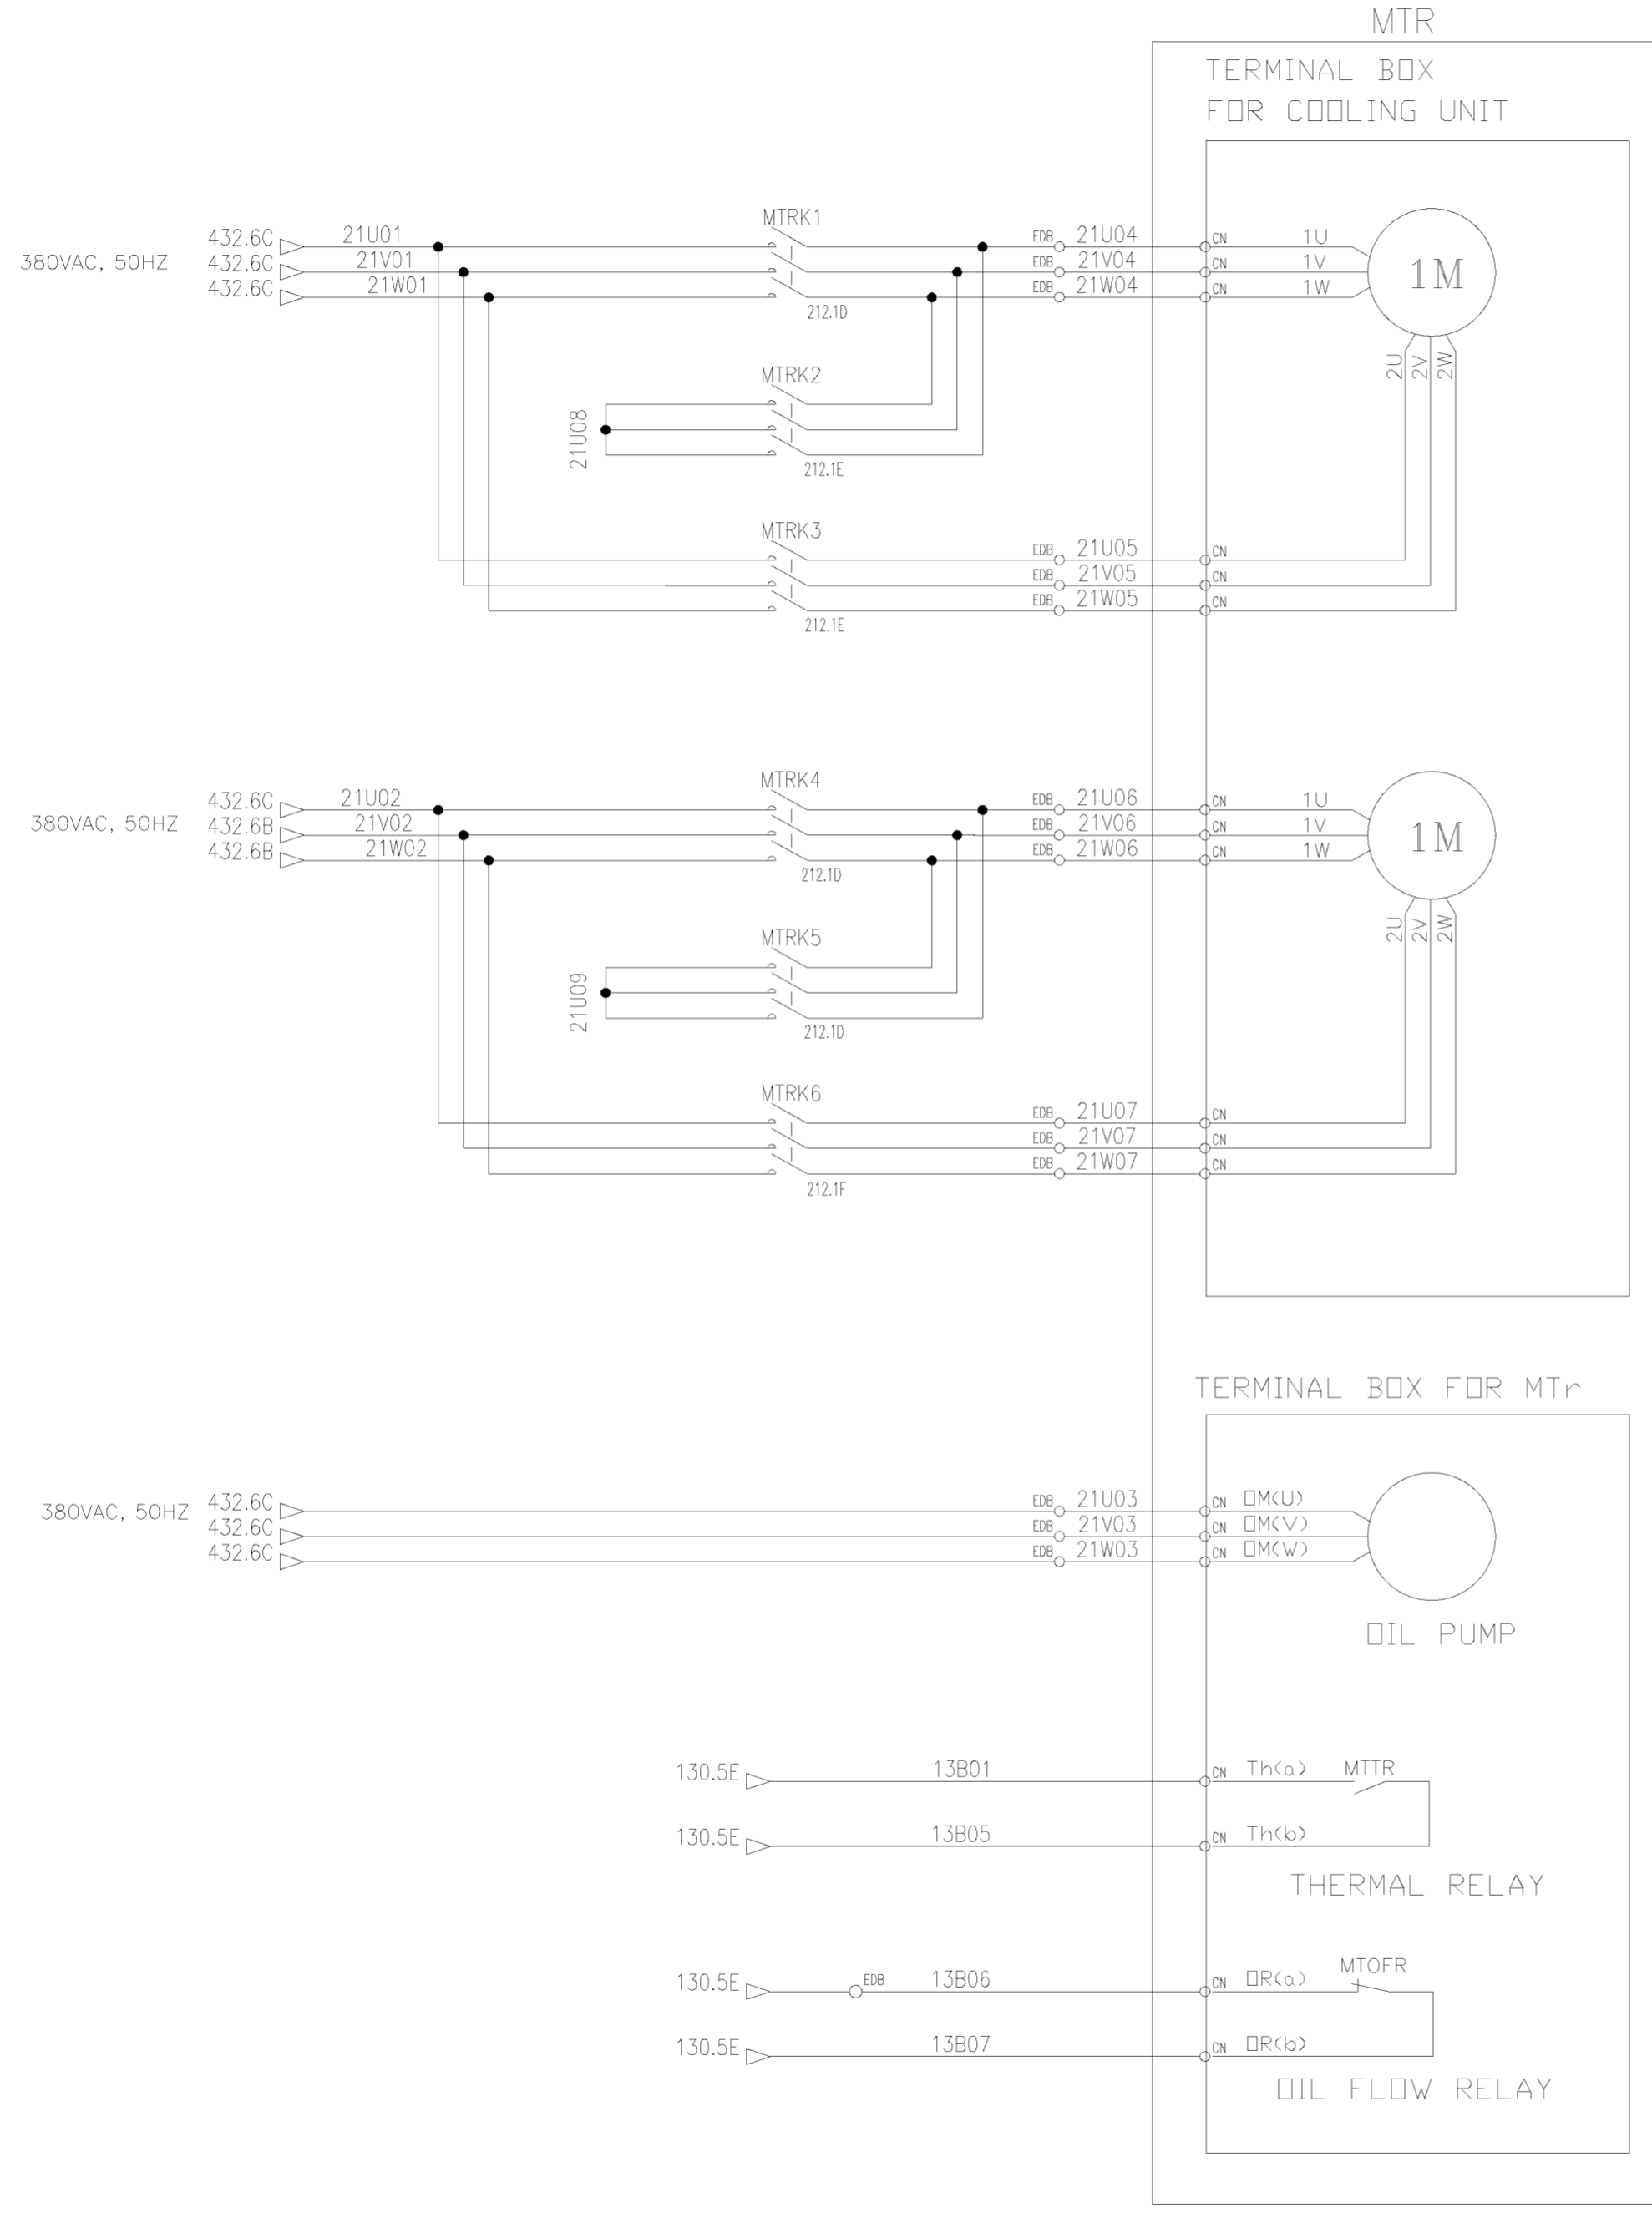 MTR
TERMINAL BOX
FOR COOLING UNIT
380VAC, 50HZ
432.6C 21U01 MTRK1 EDB 21U04 CN 1U
432.6C 21V01 EDB 21V04 CN 1V
432.6C 21W01 EDB 21W04 CN 1W
1M
212.1D
2U 2V 2W
MTRK2
21U08
212.1E
MTRK3
EDB 21U05 CN
EDB 21V05 CN
EDB 21W05 CN
212.1E
380VAC, 50HZ
432.6C 21U02 MTRK4 EDB 21U06 CN 1U
432.6B 21V02 EDB 21V06 CN 1V
432.6B 21W02 EDB 21W06 CN 1W
1M
212.1D
2U 2V 2W
MTRK5
21U09
212.1D
MTRK6
EDB 21U07 CN
EDB 21V07 CN
EDB 21W07 CN
212.1F
TERMINAL BOX FOR MTr
380VAC, 50HZ
432.6C EDB 21U03 CN OM(U)
432.6C EDB 21V03 CN OM(V)
432.6C EDB 21W03 CN OM(W)
OIL PUMP
130.5E 13B01 CN Th(a) MTTR
130.5E 13B05 CN Th(b)
THERMAL RELAY
130.5E EDB 13B06 CN OR(a) MTOFR
130.5E 13B07 CN OR(b)
OIL FLOW RELAY